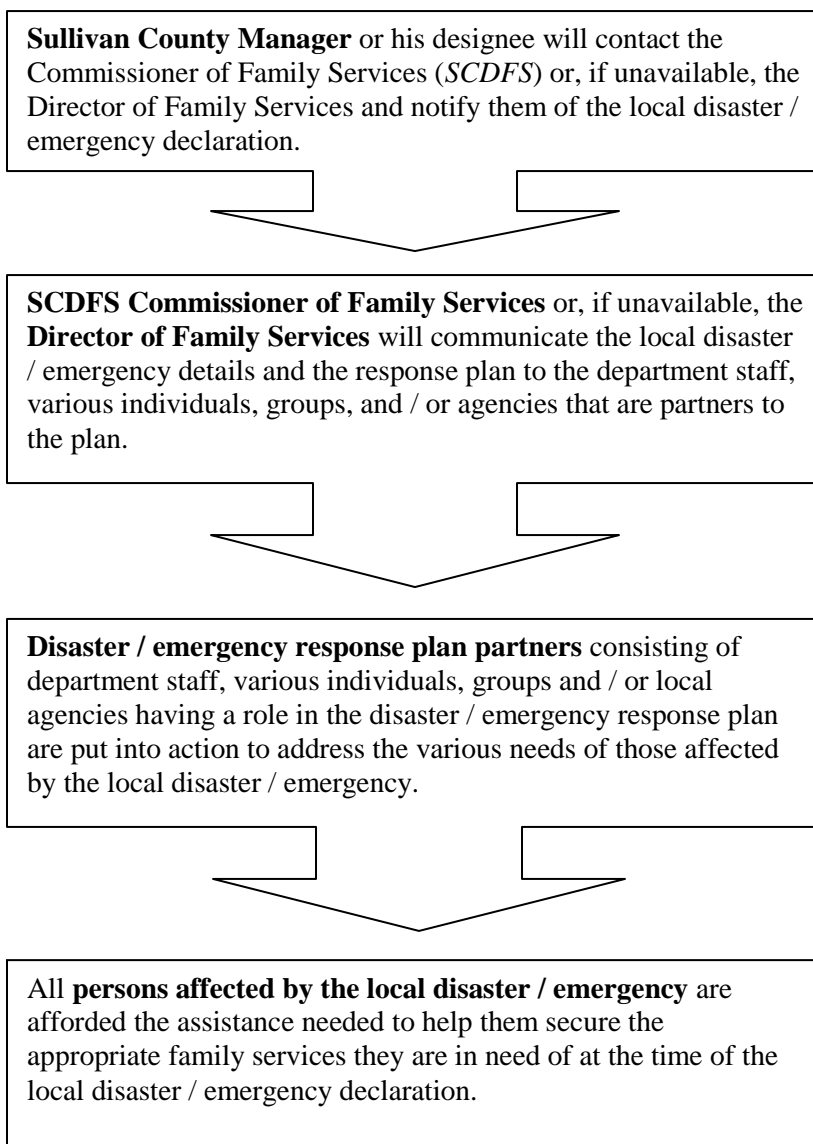 Sullivan County Manager or his designee will contact the
Commissioner of Family Services (SCDFS) or, if unavailable, the
Director of Family Services and notify them of the local disaster /
emergency declaration.
SCDFS Commissioner of Family Services or, if unavailable, the
Director of Family Services will communicate the local disaster
/ emergency details and the response plan to the department staff,
various individuals, groups, and / or agencies that are partners to
the plan.
Disaster / emergency response plan partners consisting of
department staff, various individuals, groups and / or local
agencies having a role in the disaster / emergency response plan
are put into action to address the various needs of those affected
by the local disaster / emergency.
All persons affected by the local disaster / emergency are
afforded the assistance needed to help them secure the
appropriate family services they are in need of at the time of the
local disaster / emergency declaration.